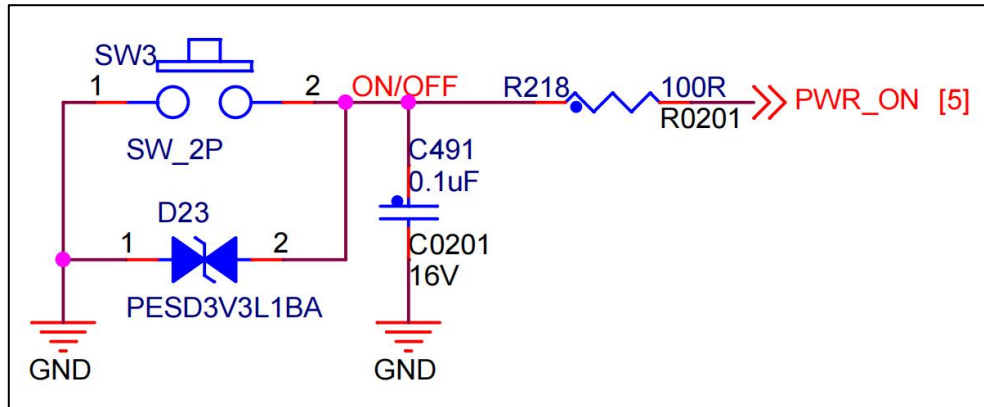 SW3
1
2
ON/OFF
R218
100R
PWR_ON [5]
R0201
SW_2P
C491
0.1uF
D23
1
2
C0201
16V
PESD3V3L1BA
GND
GND